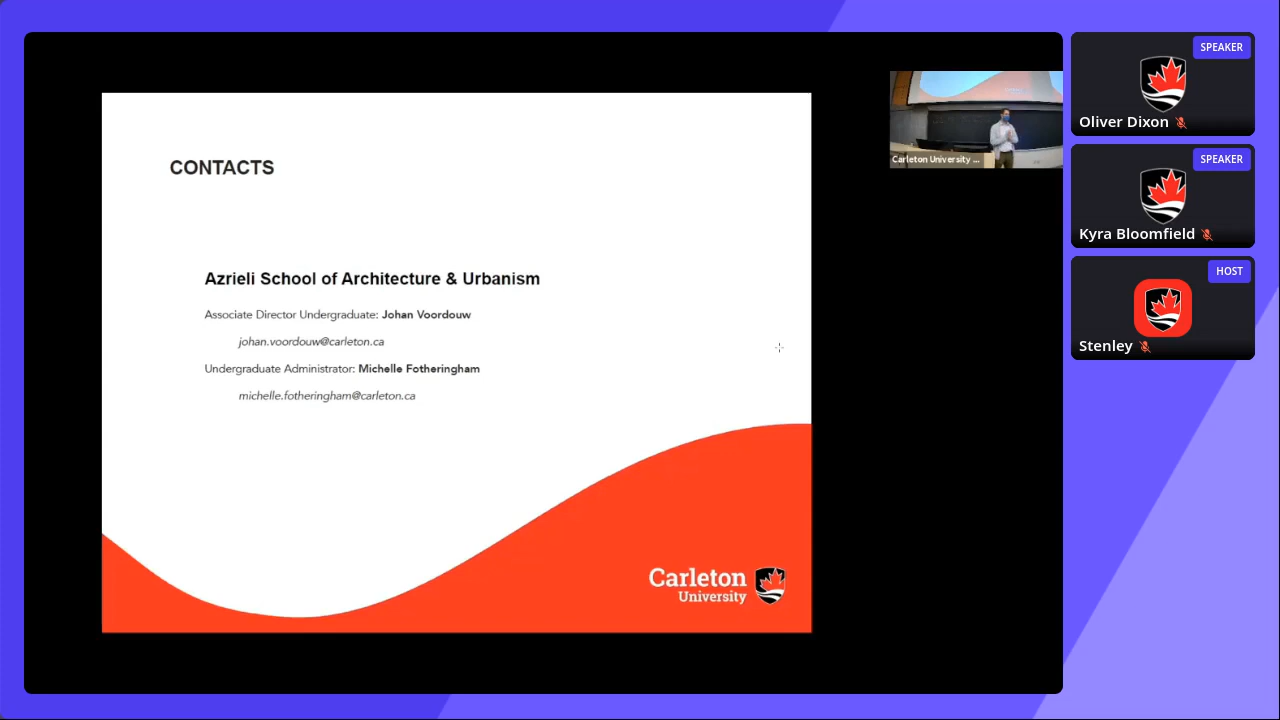 CONTACTS
Azrieli School of Architecture & Urbanism
Associate Director Undergraduate: Johan Voordouw
johan.voordouw@carleton.ca
Undergraduate Administrator: Michelle Fotheringham
michelle.fotheringham@carleton.ca
Carleton
University
Carleton University ...
SPEAKER
Oliver Dixon
SPEAKER
Kyra Bloomfield
HOST
Stenley